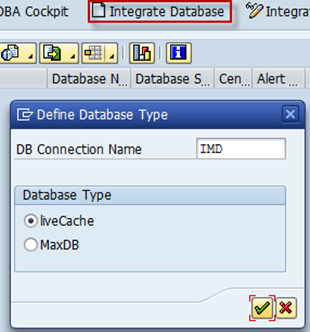 DBA Cockpit Integrate Database Integrat
Database N... Database S... Cen... Alert
Define Database Type
DB Connection Name IMD
Database Type
liveCache
MaxDB